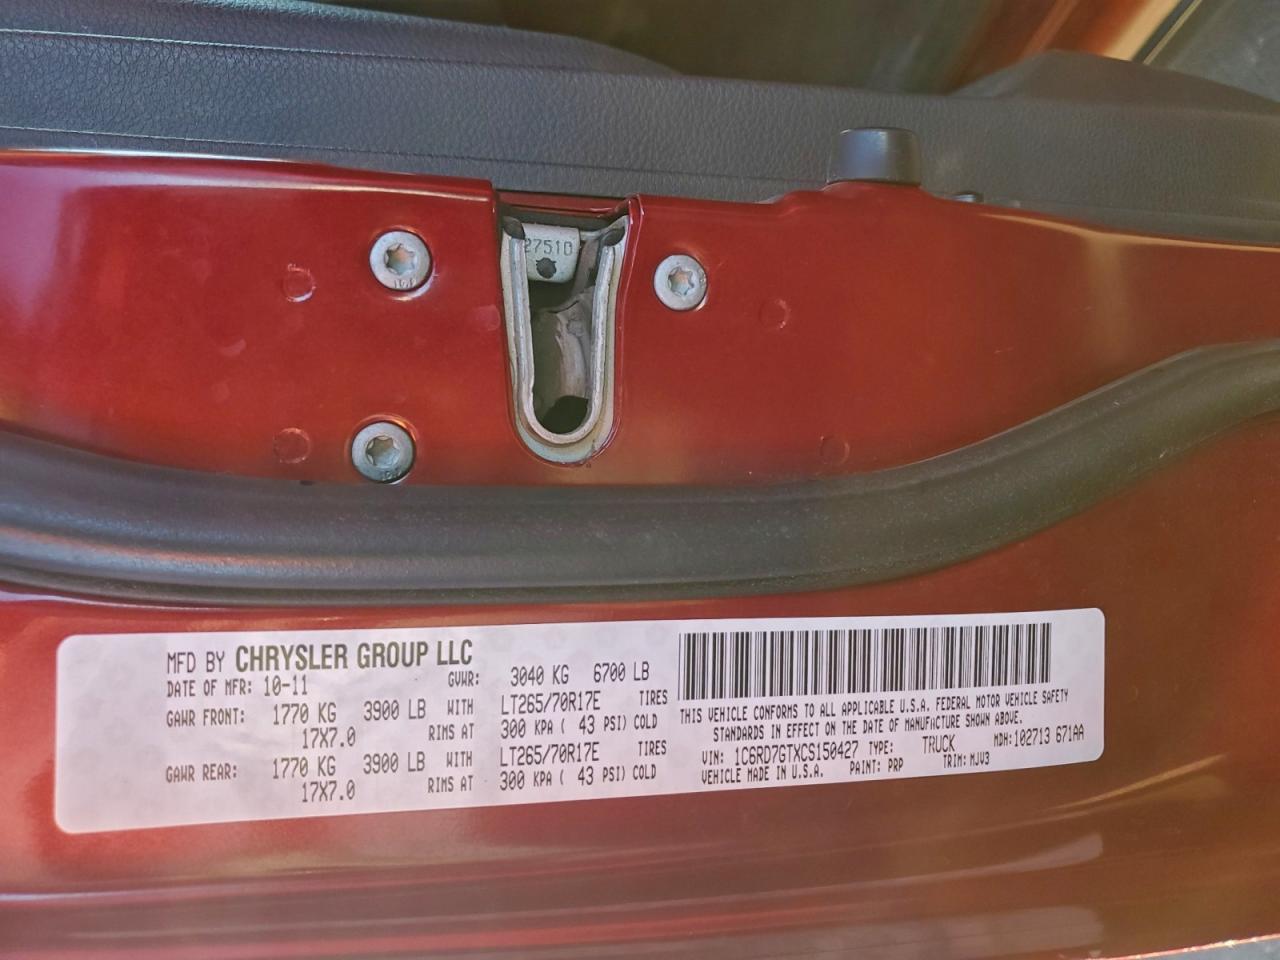 27510
MFD BY CHRYSLER GROUP LLC
DATE OF MFR: 10-11 GVWR: 3040 KG 6700 LB
GAWR FRONT: 1770 KG 3900 LB WITH LT265/70R17E TIRES
17X7.0 RIMS AT 300 KPA ( 43 PSI) COLD
GAWR REAR: 1770 KG 3900 LB WITH LT265/70R17E TIRES
17X7.0 RIMS AT 300 KPA ( 43 PSI) COLD
THIS VEHICLE CONFORMS TO ALL APPLICABLE U.S.A. FEDERAL MOTOR VEHICLE SAFETY
STANDARDS IN EFFECT ON THE DATE OF MANUFACTURE SHOWN ABOVE.
VIN: 1C6RD7GTXCS150427 TYPE: TRUCK MDH:102713 671AA
VEHICLE MADE IN U.S.A. PAINT: PRP TRIM: MJV3